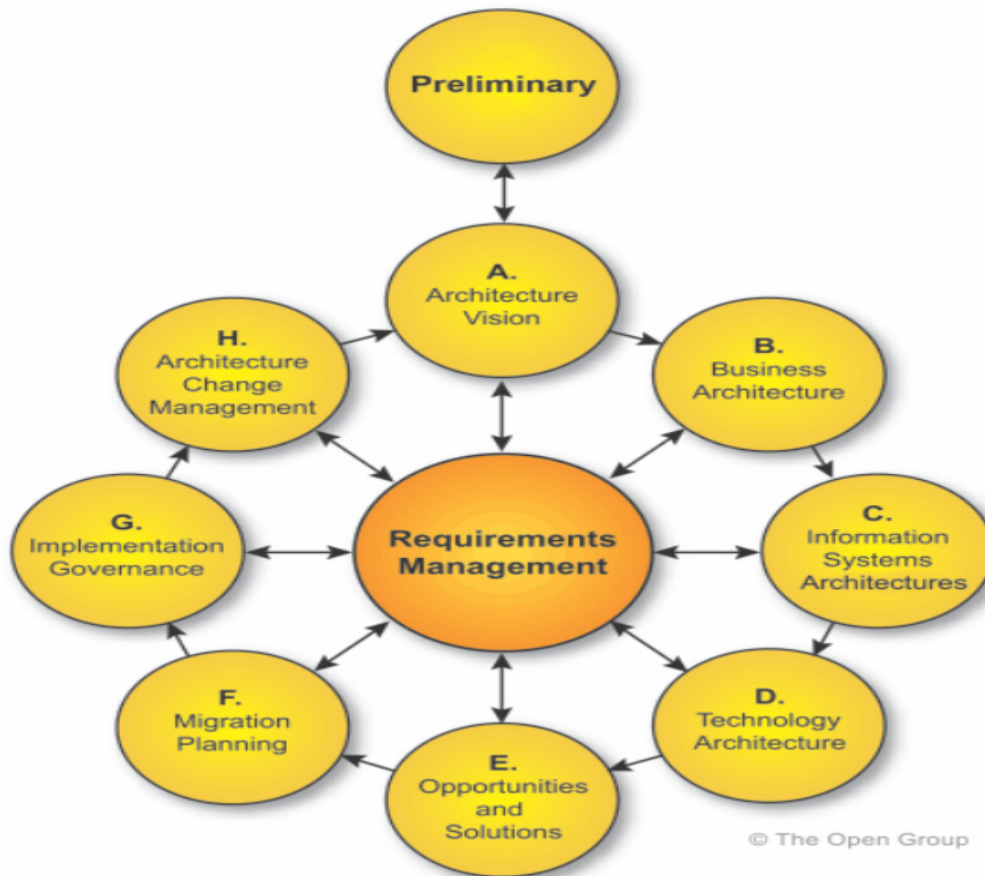 Preliminary
A.
Architecture
Vision
B.
Business
Architecture
C.
Information
Systems
Architectures
D.
Technology
Architecture
E.
Opportunities
and
Solutions
F.
Migration
Planning
G.
Implementation
Governance
H.
Architecture
Change
Management
Requirements
Management
© The Open Group